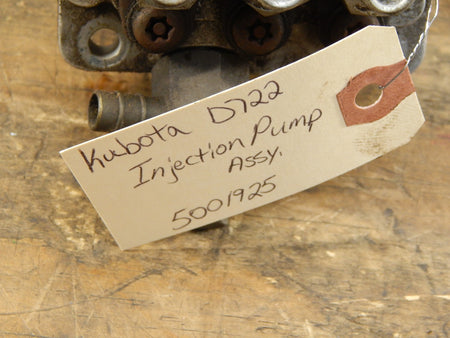 Kubota D722
Injection Pump
Assy.
5001925